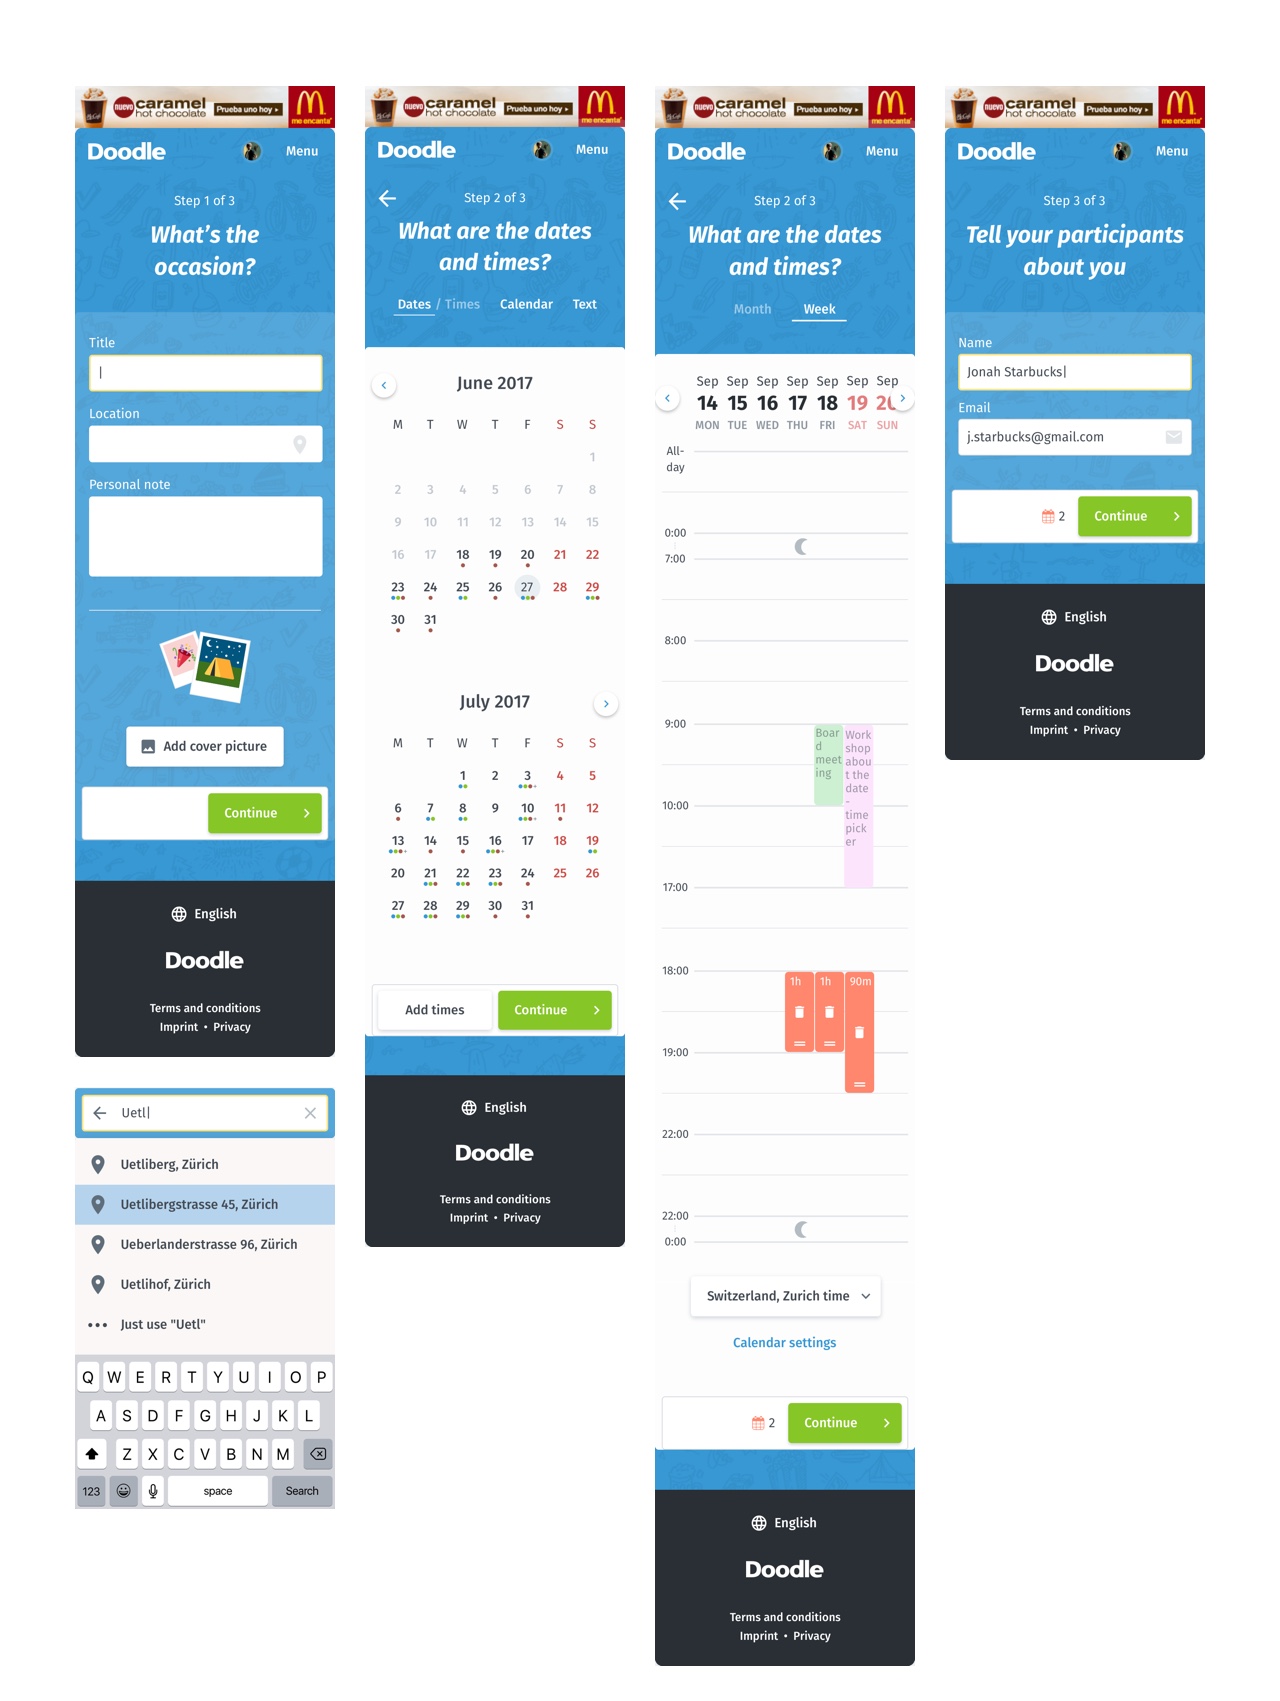 nuevo caramel
hot chocolate
Prueba uno hoy
me encanta
Doodle
Menu
Step 1 of 3
What's the
occasion?
Title
Location
Personal note
Add cover picture
Continue
English
Doodle
Terms and conditions
Imprint • Privacy
Uetl
Uetliberg, Zürich
Uetlibergstrasse 45, Zürich
Ueberlanderstrasse 96, Zürich
Uetlihof, Zürich
Just use "Uetl"
Q W E R T Y U I O P
A S D F G H J K L
Z X C V B N M
123 space Search
nuevo caramel
hot chocolate
Prueba uno hoy
me encanta
Doodle
Menu
Step 2 of 3
What are the dates
and times?
Dates / Times Calendar Text
June 2017
M T W T F S S
1
2 3 4 5 6 7 8
9 10 11 12 13 14 15
16 17 18 19 20 21 22
23 24 25 26 27 28 29
30 31
July 2017
M T W T F S S
1 2 3 4 5
6 7 8 9 10 11 12
13 14 15 16 17 18 19
20 21 22 23 24 25 26
27 28 29 30 31
Add times Continue
English
Doodle
Terms and conditions
Imprint • Privacy
nuevo caramel
hot chocolate
Prueba uno hoy
me encanta
Doodle
Menu
Step 2 of 3
What are the dates
and times?
Month Week
Sep Sep Sep Sep Sep Sep Sep
14 15 16 17 18 19 20
MON TUE WED THU FRI SAT SUN
All-
day
0:00
7:00
8:00
9:00
Boar
d
meet
ing
Work
shop
abou
t the
date
-
time
pick
er
10:00
17:00
18:00
1h 1h 90m
19:00
22:00
22:00
0:00
Switzerland, Zurich time
Calendar settings
2 Continue
English
Doodle
Terms and conditions
Imprint • Privacy
nuevo caramel
hot chocolate
Prueba uno hoy
me encanta
Doodle
Menu
Step 3 of 3
Tell your participants
about you
Name
Jonah Starbucks
Email
j.starbucks@gmail.com
2 Continue
English
Doodle
Terms and conditions
Imprint • Privacy